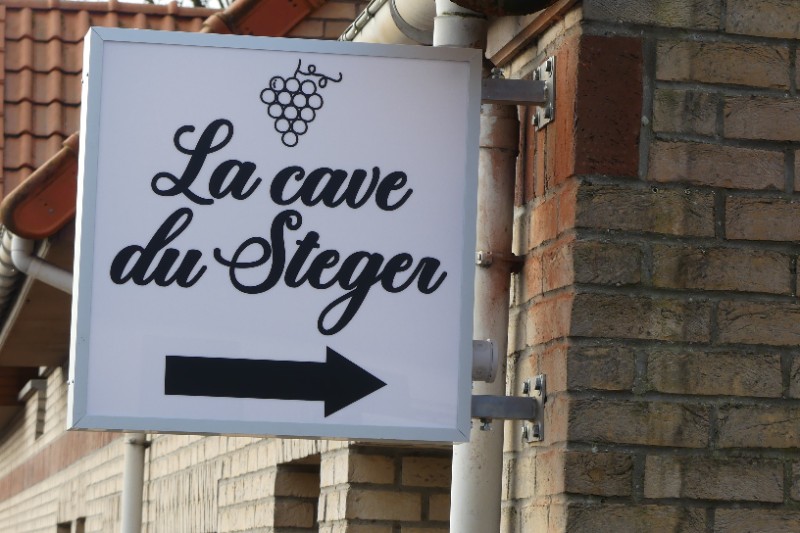 La cave
du Steger